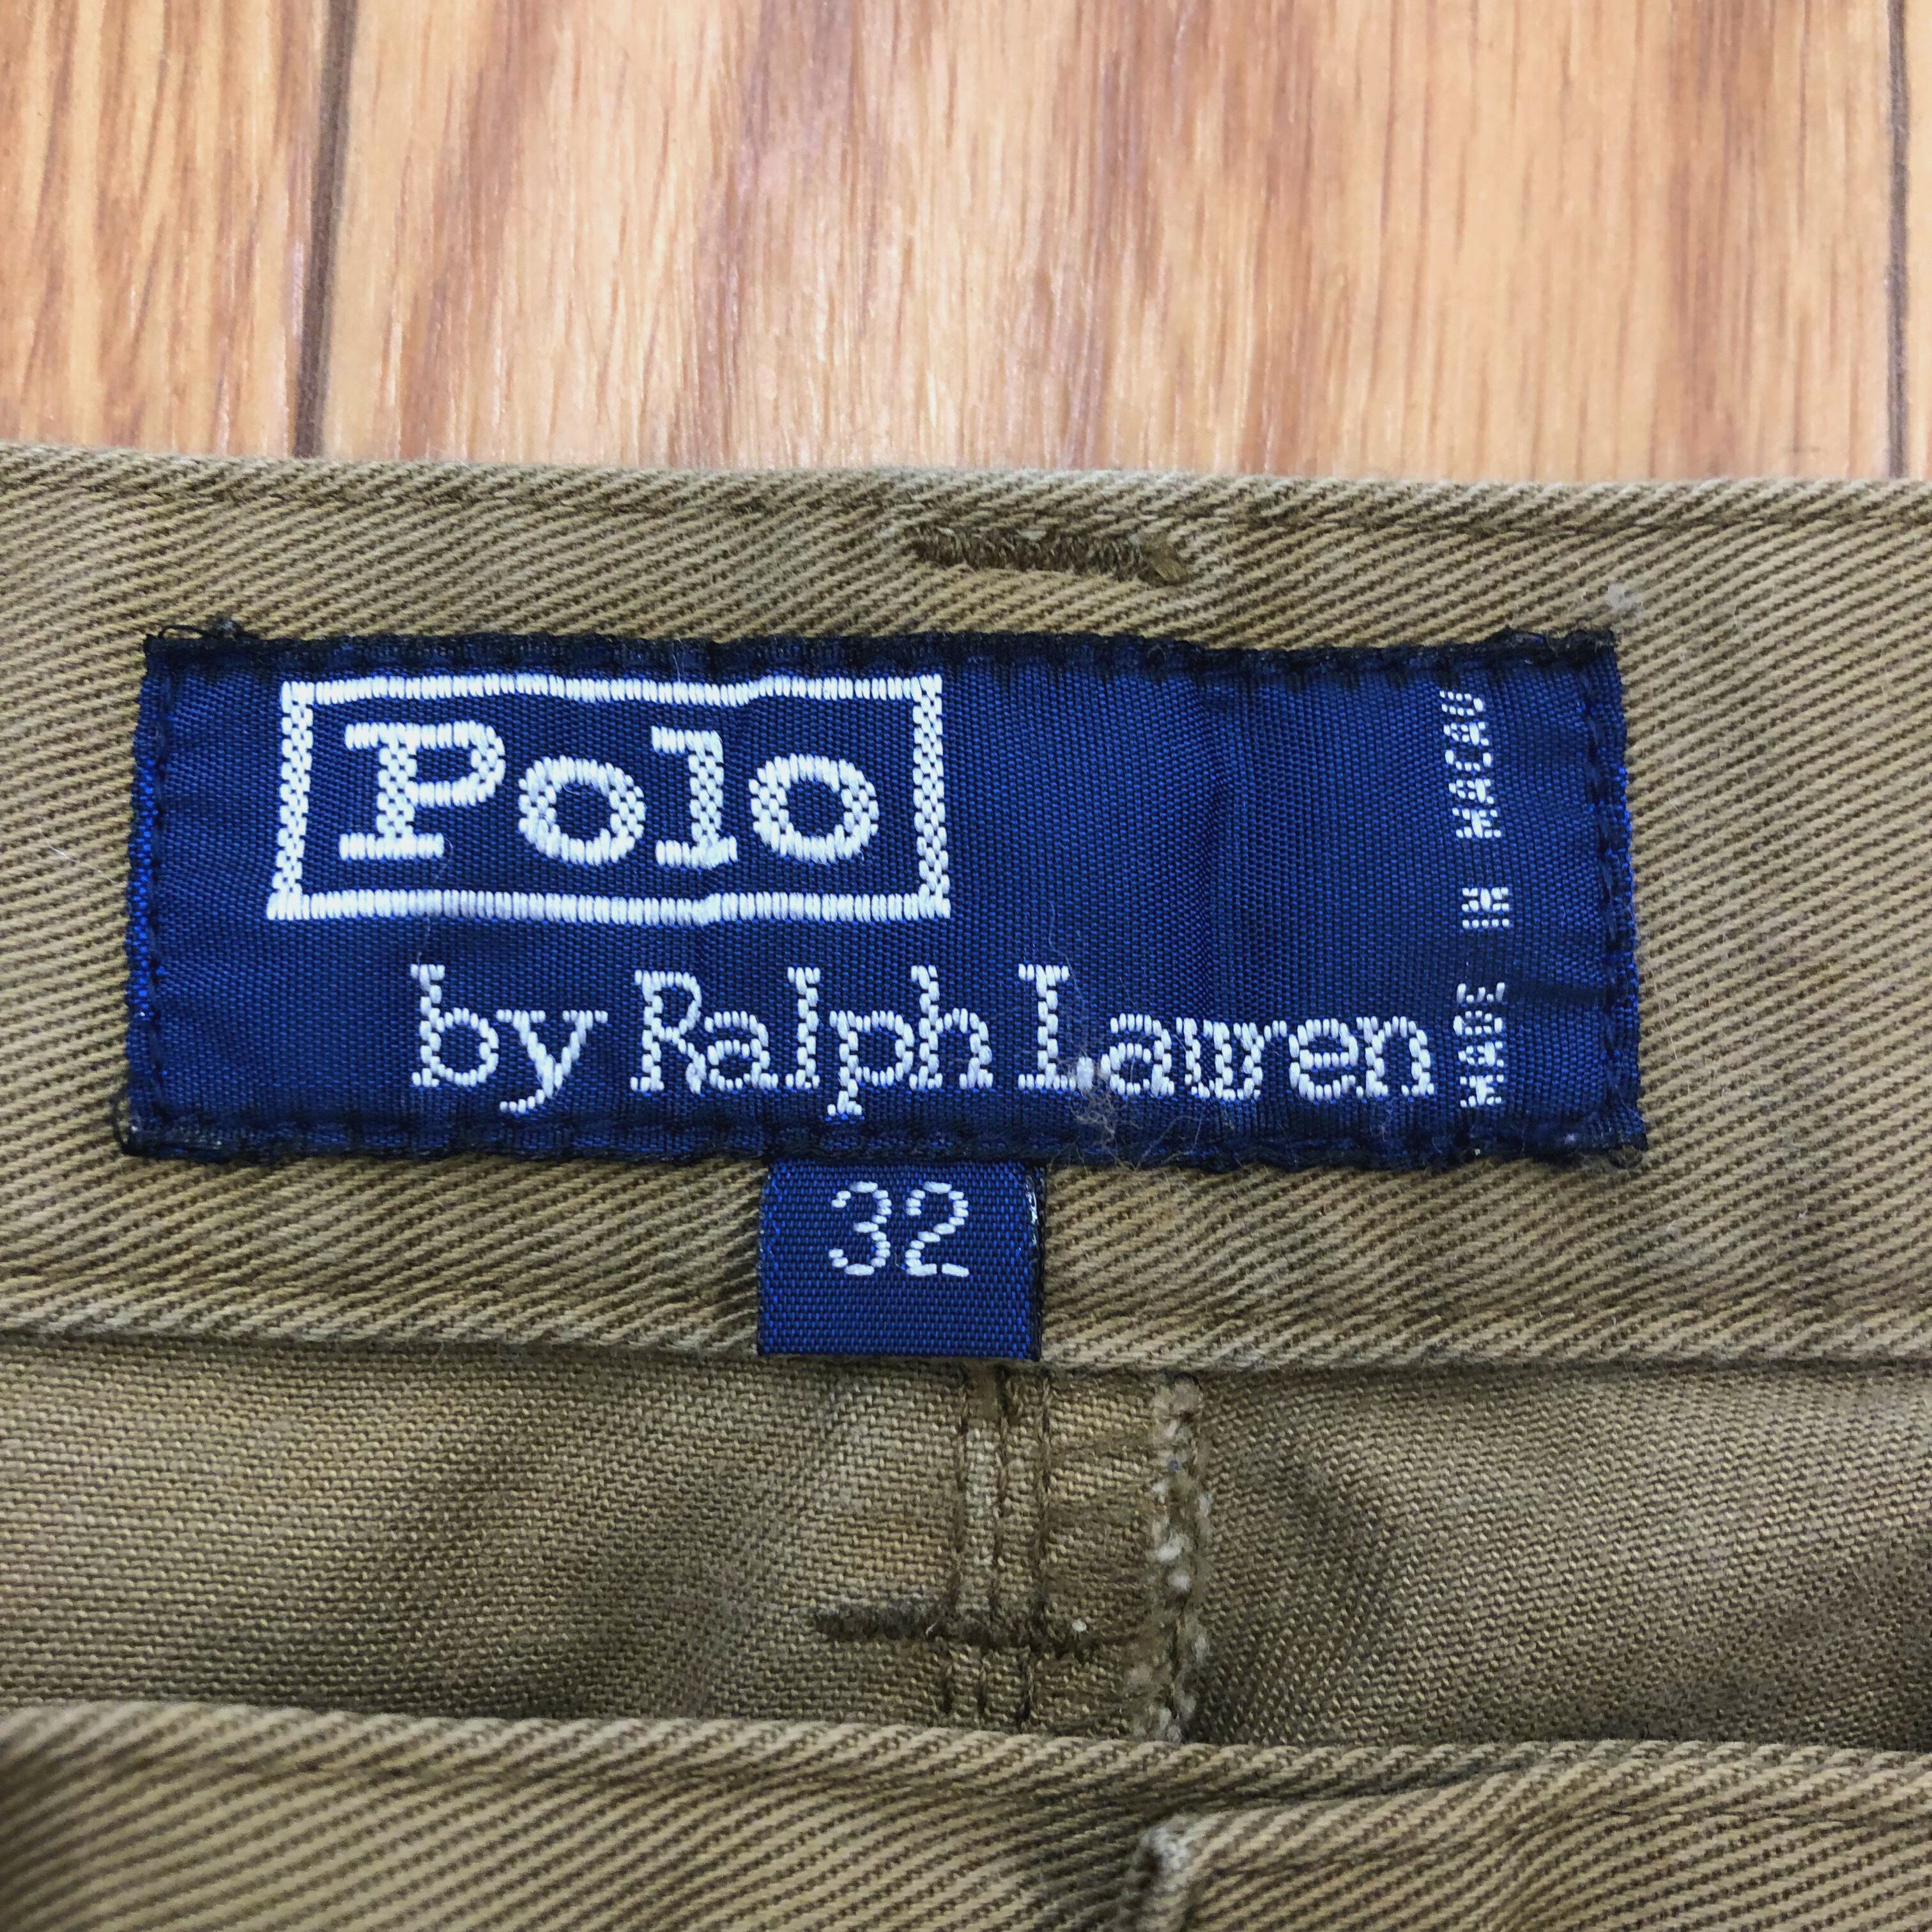 Polo
by Ralph Lauren
MADE IN MACAU
32